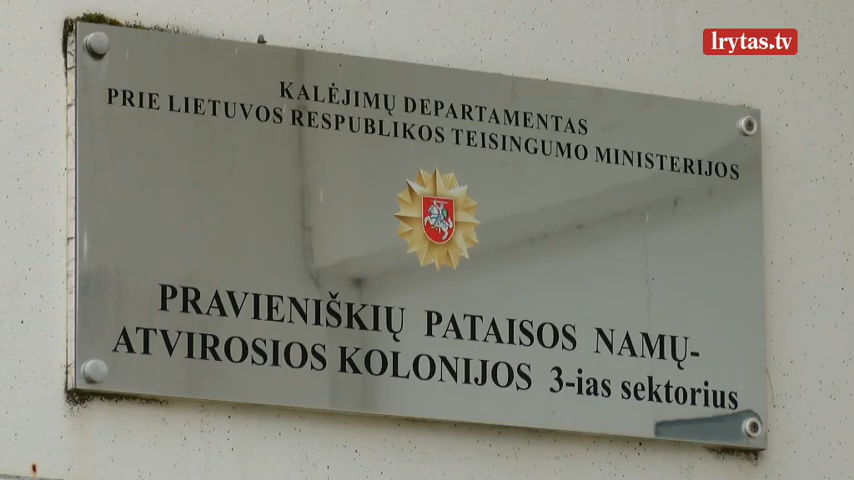 lrytas.tv
KALĖJIMŲ DEPARTAMENTAS
PRIE LIETUVOS RESPUBLIKOS TEISINGUMO MINISTERIJOS
PRAVIENIŠKIŲ PATAISOS NAMŲ-
ATVIROSIOS KOLONIJOS 3-ias sektorius